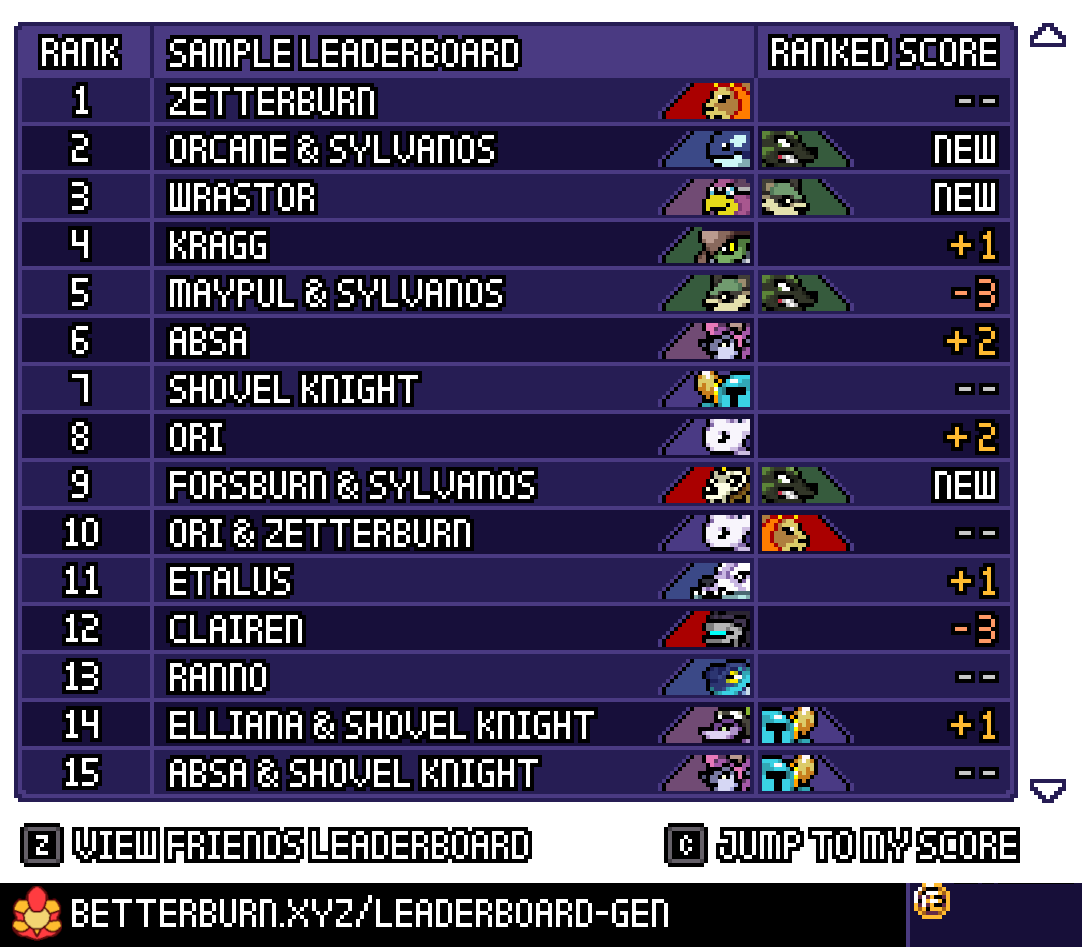 RANK SAMPLE LEADERBOARD RANKED SCORE
1 ZETTERBURN --
2 ORCANE & SYLVANOS NEW
3 WRASTOR NEW
4 KRAGG +1
5 MAYPUL & SYLVANOS -3
6 ABSA +2
7 SHOVEL KNIGHT --
8 ORI +2
9 FORSBURN & SYLVANOS NEW
10 ORI & ZETTERBURN --
11 ETALUS +1
12 CLAIREN -3
13 RANNO --
14 ELLIANA & SHOVEL KNIGHT +1
15 ABSA & SHOVEL KNIGHT --
Z VIEW FRIENDS LEADERBOARD C JUMP TO MY SCORE
BETTERBURN.XYZ/LEADERBOARD-GEN